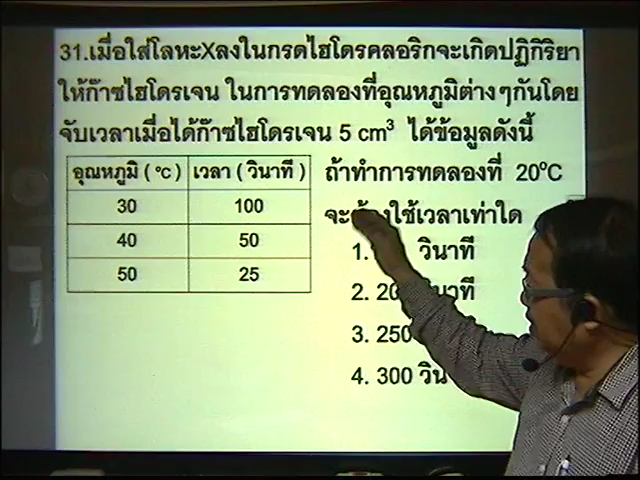 31.เมื่อใส่โลหะXลงในกรดไฮโดรคลอริกจะเกิดปฏิกิริยา
ให้ก๊าซไฮโดรเจน ในการทดลองที่อุณหภูมิต่างๆกันโดย
จับเวลาเมื่อได้ก๊าซไฮโดรเจน 5 cm³ ได้ข้อมูลดังนี้
อุณหภูมิ ( °C ) เวลา ( วินาที )
30 100
40 50
50 25
ถ้าทำการทดลองที่ 20°C
จะต้องใช้เวลาเท่าใด
1. วินาที
2. วินาที
3. 250
4. 300